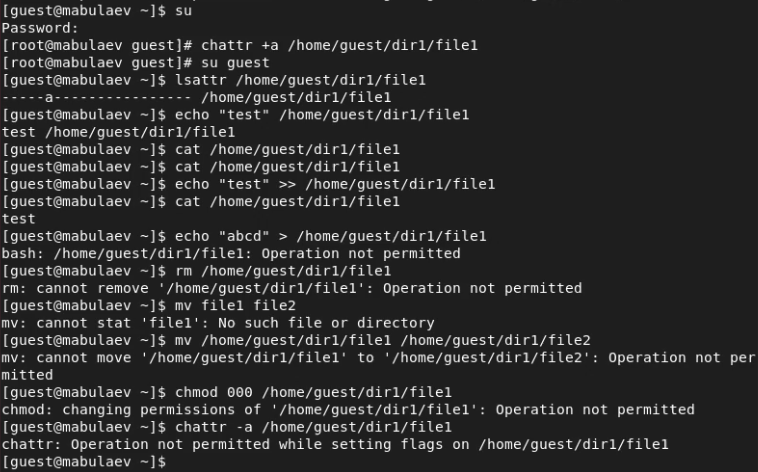 [guest@mabulaev ~]$ su
Password:
[root@mabulaev guest]# chattr +a /home/guest/dir1/file1
[root@mabulaev guest]# su guest
[guest@mabulaev ~]$ lsattr /home/guest/dir1/file1
-----a---------------- /home/guest/dir1/file1
[guest@mabulaev ~]$ echo "test" /home/guest/dir1/file1
test /home/guest/dir1/file1
[guest@mabulaev ~]$ cat /home/guest/dir1/file1
[guest@mabulaev ~]$ cat /home/guest/dir1/file1
[guest@mabulaev ~]$ echo "test" >> /home/guest/dir1/file1
[guest@mabulaev ~]$ cat /home/guest/dir1/file1
test
[guest@mabulaev ~]$ echo "abcd" > /home/guest/dir1/file1
bash: /home/guest/dir1/file1: Operation not permitted
[guest@mabulaev ~]$ rm /home/guest/dir1/file1
rm: cannot remove '/home/guest/dir1/file1': Operation not permitted
[guest@mabulaev ~]$ mv file1 file2
mv: cannot stat 'file1': No such file or directory
[guest@mabulaev ~]$ mv /home/guest/dir1/file1 /home/guest/dir1/file2
mv: cannot move '/home/guest/dir1/file1' to '/home/guest/dir1/file2': Operation not per
mitted
[guest@mabulaev ~]$ chmod 000 /home/guest/dir1/file1
chmod: changing permissions of '/home/guest/dir1/file1': Operation not permitted
[guest@mabulaev ~]$ chattr -a /home/guest/dir1/file1
chattr: Operation not permitted while setting flags on /home/guest/dir1/file1
[guest@mabulaev ~]$